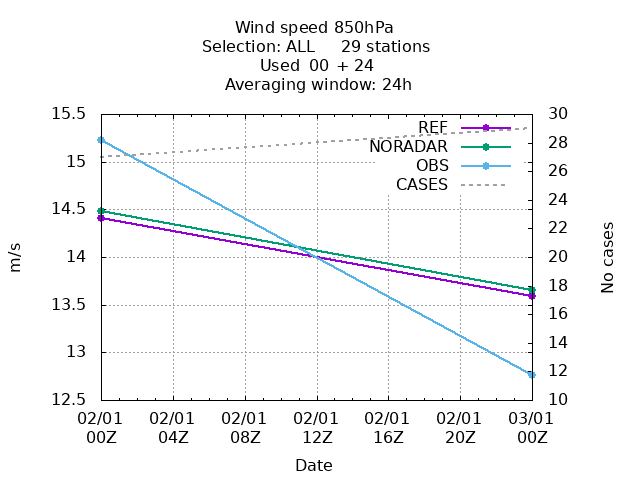 Wind speed 850hPa
Selection: ALL 29 stations
Used 00 + 24
Averaging window: 24h
15.5
15
14.5
14
13.5
13
12.5
m/s
30
28
26
24
22
20
18
16
14
12
10
No cases
REF
NORADAR
OBS
CASES
02/01 02/01 02/01 02/01 02/01 02/01 03/01
00Z 04Z 08Z 12Z 16Z 20Z 00Z
Date